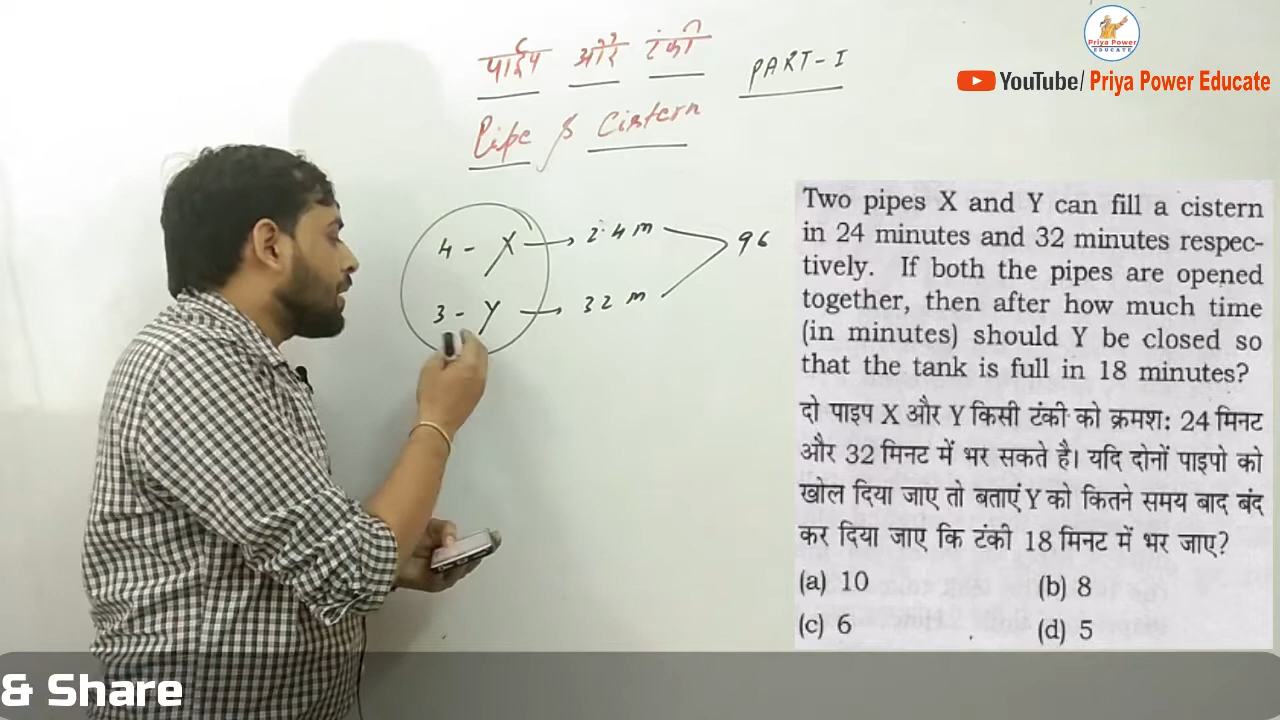 पाईप और टंकी
PART-I
Pipe & Cistern
4 - X → 24 m
96
3 - Y → 32 m
Priya Power
EDUCATE
YouTube/ Priya Power Educate
Two pipes X and Y can fill a cistern
in 24 minutes and 32 minutes respec-
tively. If both the pipes are opened
together, then after how much time
(in minutes) should Y be closed so
that the tank is full in 18 minutes?
दो पाइप X और Y किसी टंकी को क्रमश: 24 मिनट
और 32 मिनट में भर सकते है। यदि दोनों पाइपो को
खोल दिया जाए तो बताएं Y को कितने समय बाद बंद
कर दिया जाए कि टंकी 18 मिनट में भर जाए?
(a) 10 (b) 8
(c) 6 (d) 5
& Share